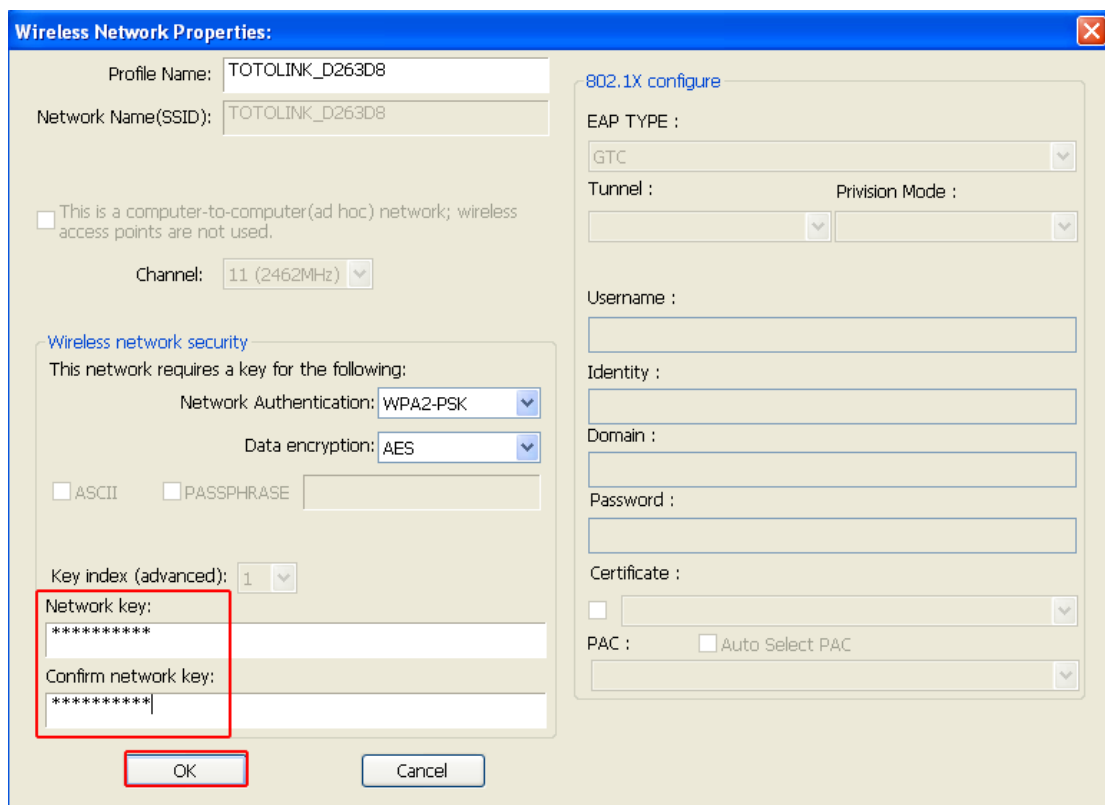 Wireless Network Properties:
Profile Name: TOTOLINK_D263D8
Network Name(SSID): TOTOLINK_D263D8
This is a computer-to-computer(ad hoc) network; wireless
access points are not used.
Channel: 11 (2462MHz)
Wireless network security
This network requires a key for the following:
Network Authentication: WPA2-PSK
Data encryption: AES
ASCII PASSPHRASE
Key index (advanced): 1
Network key:
**********
Confirm network key:
**********
OK Cancel
802.1X configure
EAP TYPE :
GTC
Tunnel : Privision Mode :
Username :
Identity :
Domain :
Password :
Certificate :
PAC : Auto Select PAC